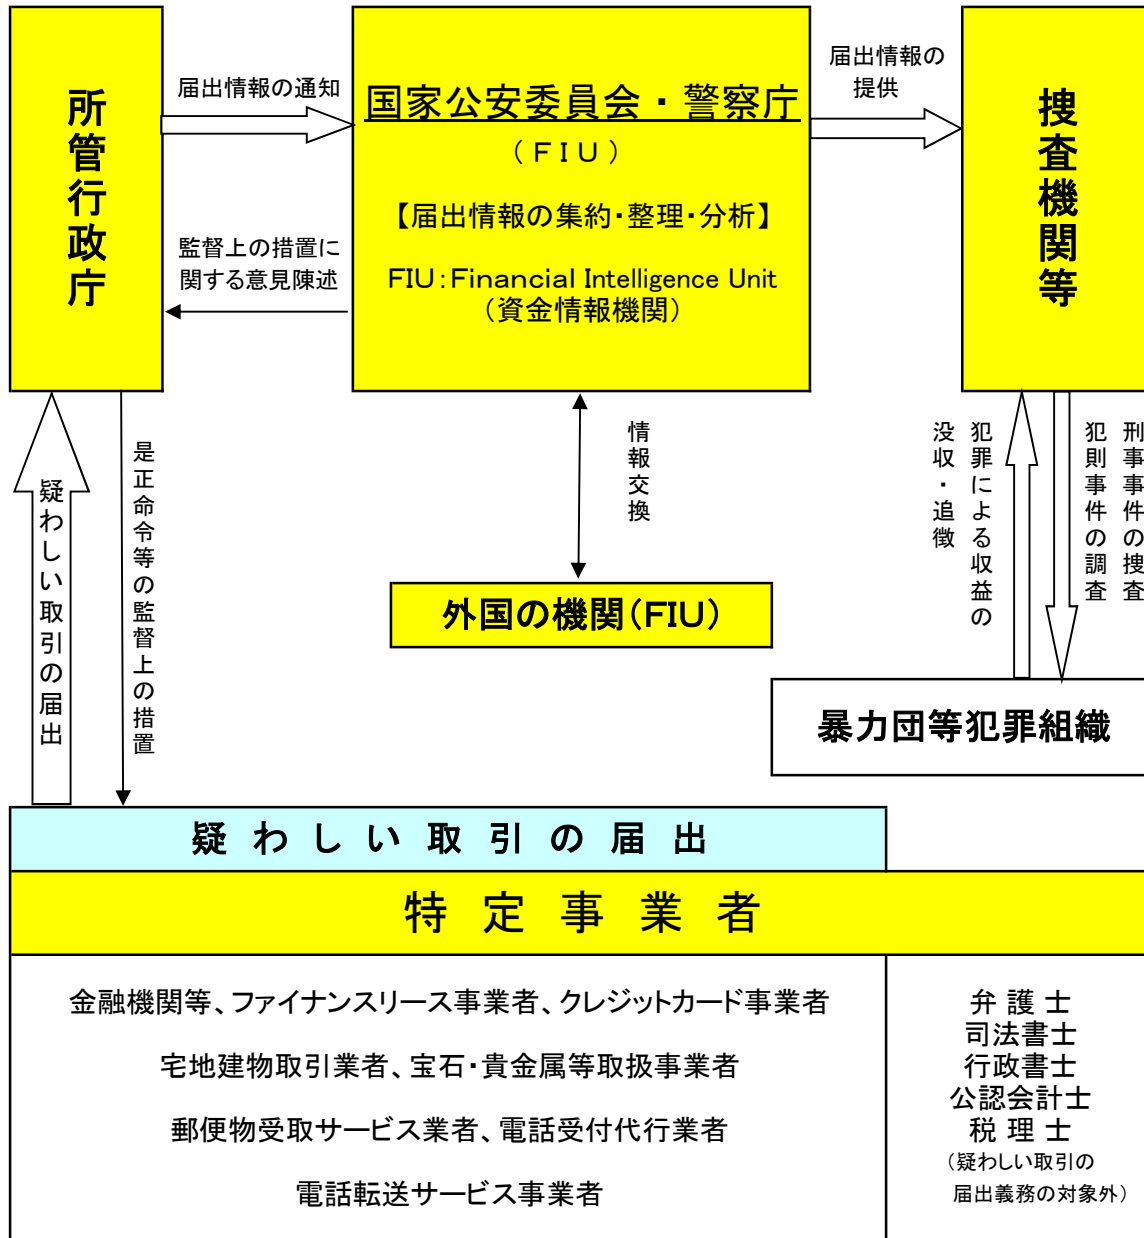 所管行政庁
届出情報の通知
監督上の措置に
関する意見陳述
国家公安委員会・警察庁
（ＦＩＵ）
【届出情報の集約・整理・分析】
FIU：Financial Intelligence Unit
（資金情報機関）
届出情報の
提供
捜査機関等
疑わしい取引の届出
是正命令等の監督上の措置
情報交換
外国の機関（FIU）
犯罪による収益の
没収・追徴
刑事事件の捜査
犯則事件の調査
暴力団等犯罪組織
疑わしい取引の届出
特定事業者
金融機関等、ファイナンスリース事業者、クレジットカード事業者
宅地建物取引業者、宝石・貴金属等取扱事業者
郵便物受取サービス業者、電話受付代行業者
電話転送サービス事業者
弁護士
司法書士
行政書士
公認会計士
税理士
（疑わしい取引の
届出義務の対象外）